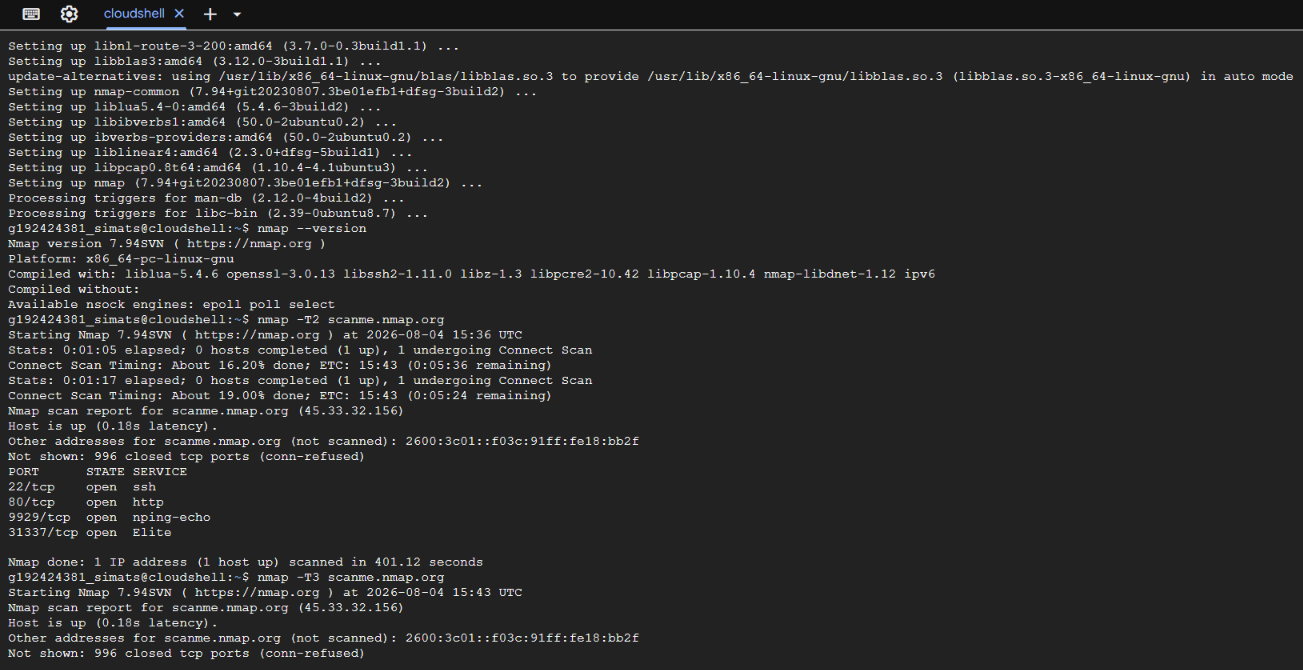 cloudshell
Setting up libnl-route-3-200:amd64 (3.7.0-0.3build1.1) ...
Setting up libblas3:amd64 (3.12.0-3build1.1) ...
update-alternatives: using /usr/lib/x86_64-linux-gnu/blas/libblas.so.3 to provide /usr/lib/x86_64-linux-gnu/libblas.so.3 (libblas.so.3-x86_64-linux-gnu) in auto mode
Setting up nmap-common (7.94+git20230807.3be01efb1+dfsg-3build2) ...
Setting up liblua5.4-0:amd64 (5.4.6-3build2) ...
Setting up libibverbs1:amd64 (50.0-2ubuntu0.2) ...
Setting up ibverbs-providers:amd64 (50.0-2ubuntu0.2) ...
Setting up liblinear4:amd64 (2.3.0+dfsg-5build1) ...
Setting up libpcap0.8t64:amd64 (1.10.4-4.1ubuntu3) ...
Setting up nmap (7.94+git20230807.3be01efb1+dfsg-3build2) ...
Processing triggers for man-db (2.12.0-4build2) ...
Processing triggers for libc-bin (2.39-0ubuntu8.7) ...
g192424381_simats@cloudshell:~$ nmap --version
Nmap version 7.94SVN ( https://nmap.org )
Platform: x86_64-pc-linux-gnu
Compiled with: liblua-5.4.6 openssl-3.0.13 libssh2-1.11.0 libz-1.3 libpcre2-10.42 libpcap-1.10.4 nmap-libdnet-1.12 ipv6
Compiled without:
Available nsock engines: epoll poll select
g192424381_simats@cloudshell:~$ nmap -T2 scanme.nmap.org
Starting Nmap 7.94SVN ( https://nmap.org ) at 2026-08-04 15:36 UTC
Stats: 0:01:05 elapsed; 0 hosts completed (1 up), 1 undergoing Connect Scan
Connect Scan Timing: About 16.20% done; ETC: 15:43 (0:05:36 remaining)
Stats: 0:01:17 elapsed; 0 hosts completed (1 up), 1 undergoing Connect Scan
Connect Scan Timing: About 19.00% done; ETC: 15:43 (0:05:24 remaining)
Nmap scan report for scanme.nmap.org (45.33.32.156)
Host is up (0.18s latency).
Other addresses for scanme.nmap.org (not scanned): 2600:3c01::f03c:91ff:fe18:bb2f
Not shown: 996 closed tcp ports (conn-refused)
PORT      STATE SERVICE
22/tcp    open  ssh
80/tcp    open  http
9929/tcp  open  nping-echo
31337/tcp open  Elite
Nmap done: 1 IP address (1 host up) scanned in 401.12 seconds
g192424381_simats@cloudshell:~$ nmap -T3 scanme.nmap.org
Starting Nmap 7.94SVN ( https://nmap.org ) at 2026-08-04 15:43 UTC
Nmap scan report for scanme.nmap.org (45.33.32.156)
Host is up (0.18s latency).
Other addresses for scanme.nmap.org (not scanned): 2600:3c01::f03c:91ff:fe18:bb2f
Not shown: 996 closed tcp ports (conn-refused)